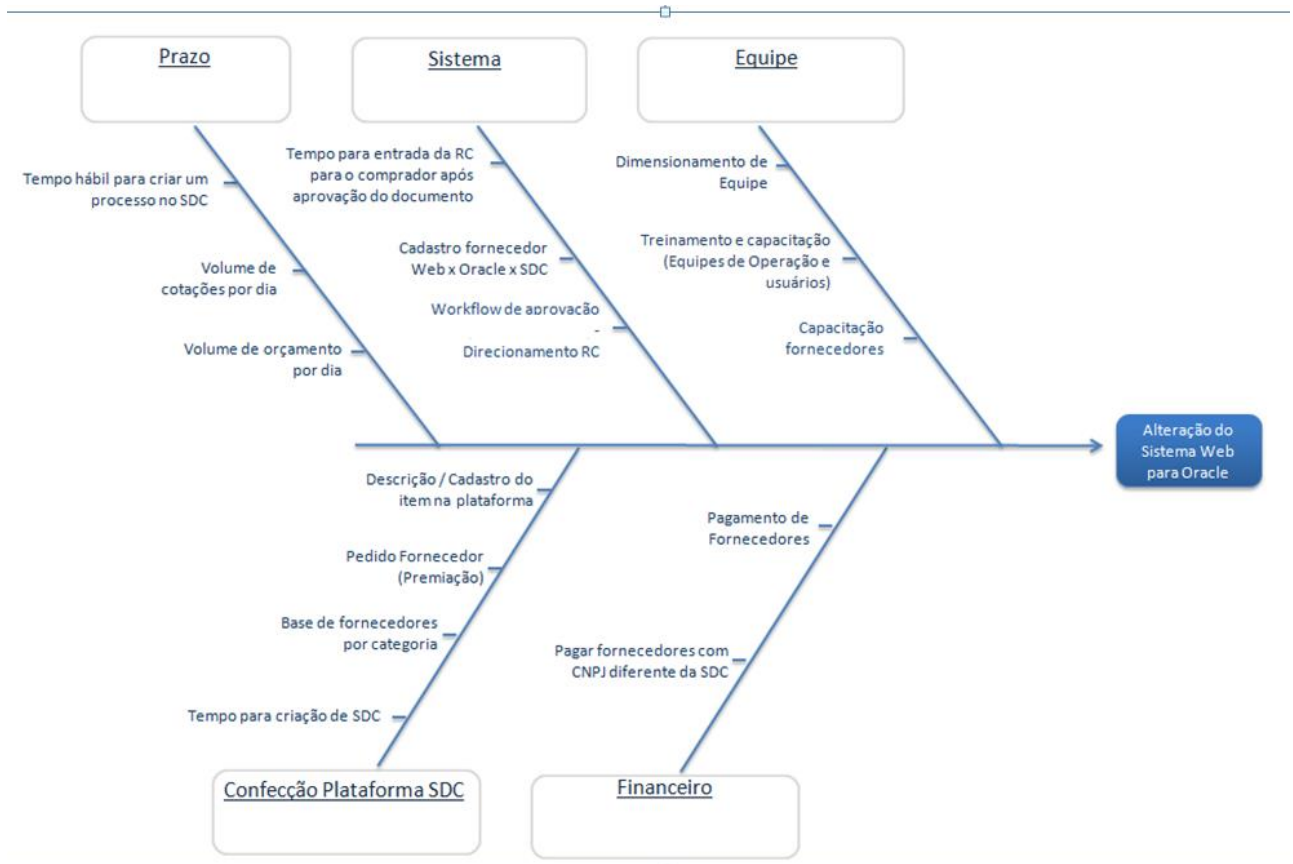 Prazo
Sistema
Equipe
Tempo hábil para criar um
processo no SDC
Volume de
cotações por dia
Volume de orçamento
por dia
Tempo para entrada da RC
para o comprador após
aprovação do documento
Cadastro fornecedor
Web x Oracle x SDC
Workflow de aprovação
-
Direcionamento RC
Dimensionamento de
Equipe
Treinamento e capacitação
(Equipes de Operação e
usuários)
Capacitação
fornecedores
Alteração do
Sistema Web
para Oracle
Descrição / Cadastro do
item na plataforma
Pedido Fornecedor
(Premiação)
Base de fornecedores
por categoria
Tempo para criação de SDC
Pagamento de
Fornecedores
Pagar fornecedores com
CNPJ diferente da SDC
Confecção Plataforma SDC
Financeiro